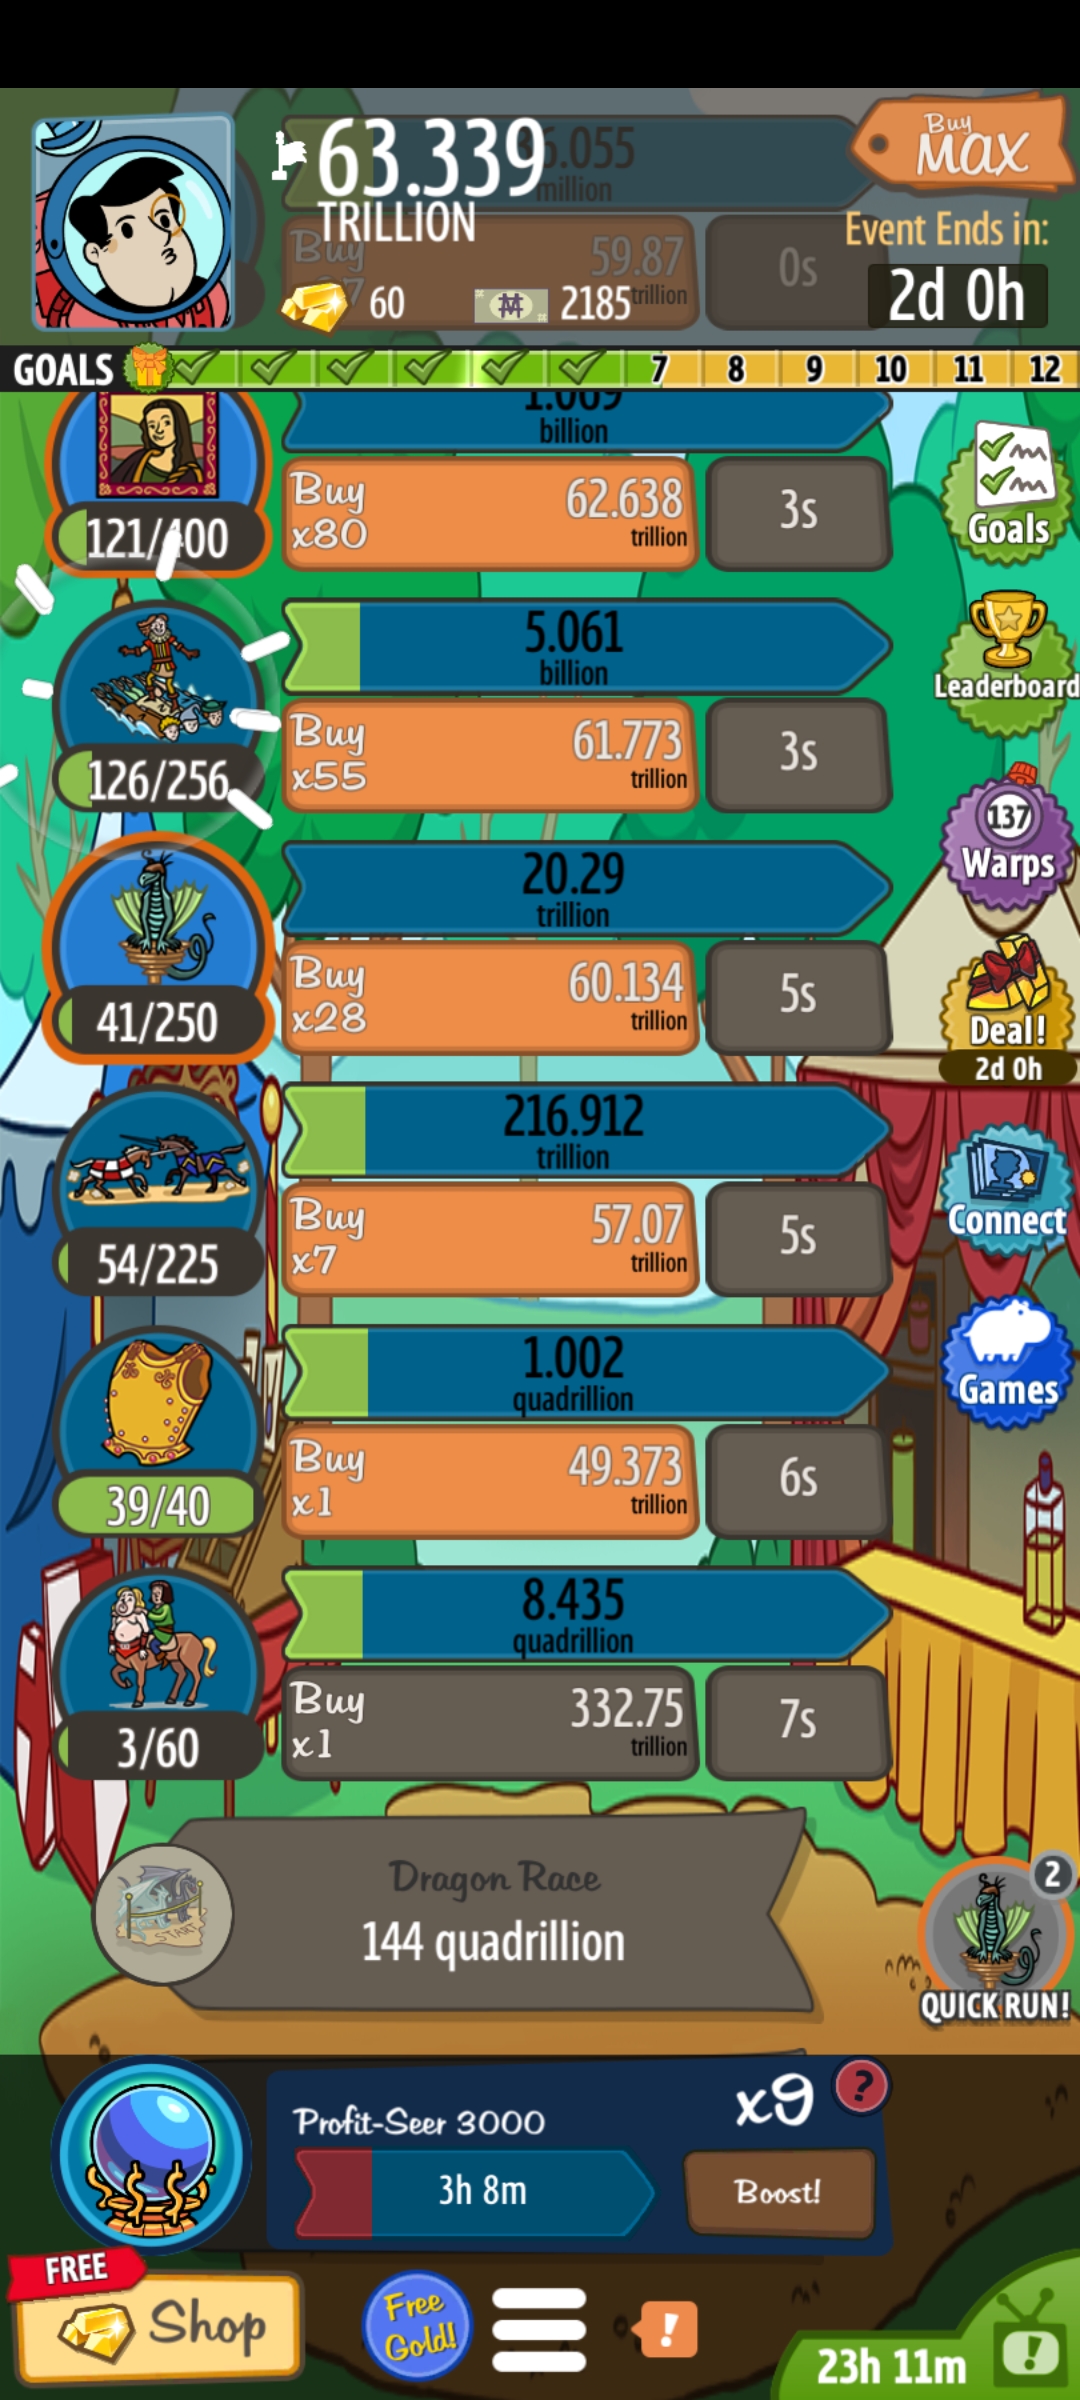 63.339
TRILLION
million
Buy
59.87
trillion
0s
60
2185
Buy
MAX
Event Ends in:
2d 0h
GOALS
7 8 9 10 11 12
1.069
billion
121/400
Buy
x80
62.638
trillion
3s
Goals
5.061
billion
126/256
Buy
x55
61.773
trillion
3s
Leaderboard
20.29
trillion
41/250
Buy
x28
60.134
trillion
5s
137
Warps
Deal!
2d 0h
216.912
trillion
54/225
Buy
x7
57.07
trillion
5s
Connect
1.002
quadrillion
39/40
Buy
x1
49.373
trillion
6s
Games
8.435
quadrillion
3/60
Buy
x1
332.75
trillion
7s
START
Dragon Race
144 quadrillion
2
QUICK RUN!
Profit-Seer 3000
x9
?
3h 8m
Boost!
FREE
Shop
Free
Gold!
!
23h 11m
!